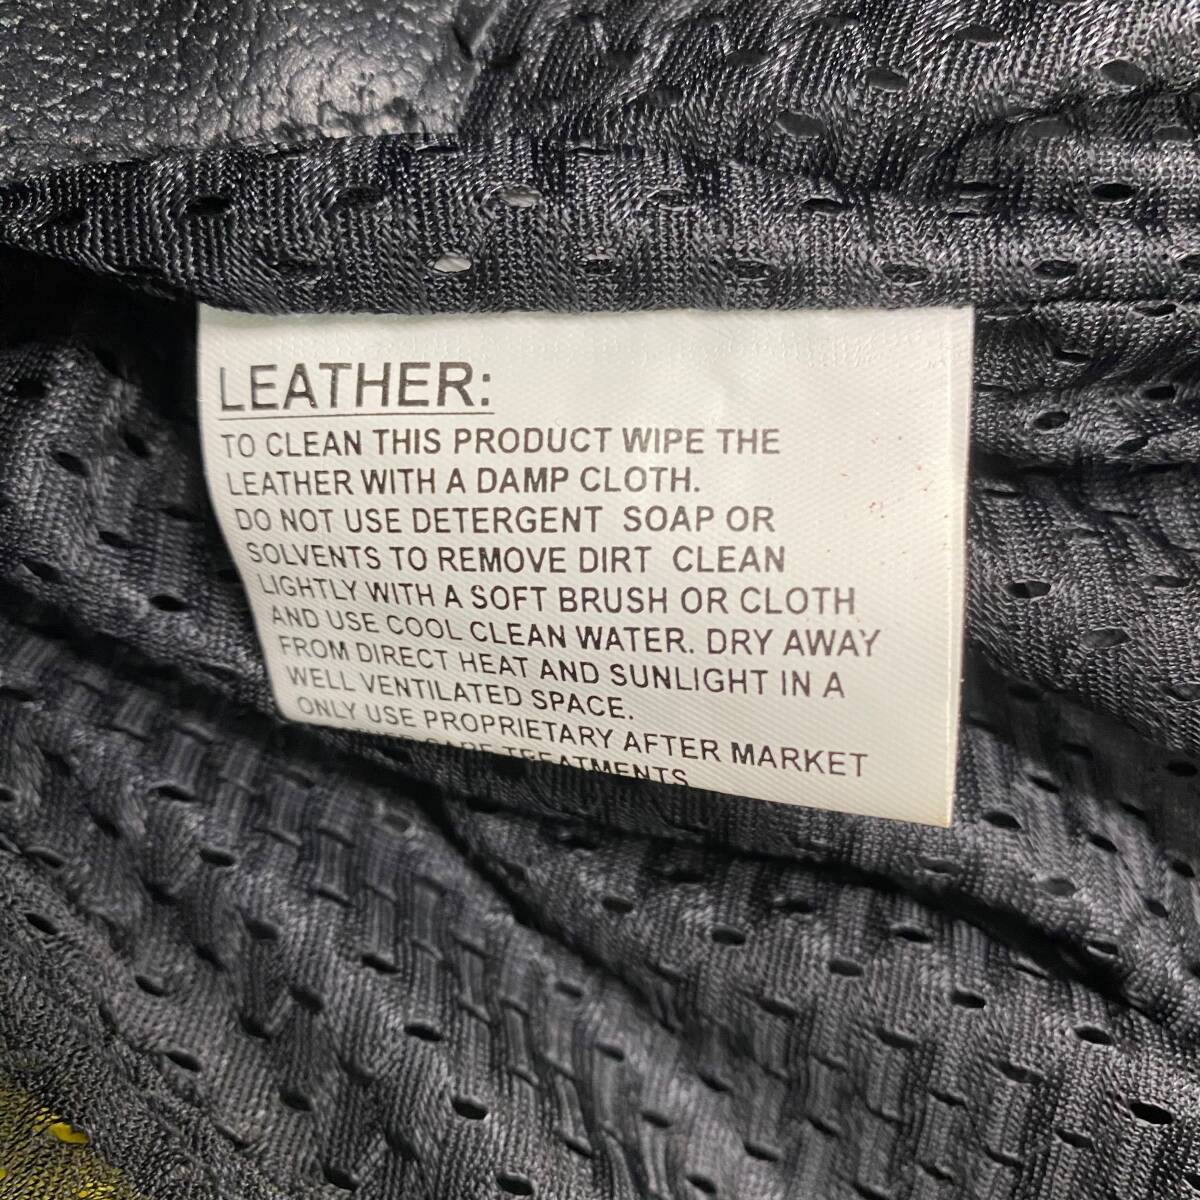 LEATHER:
TO CLEAN THIS PRODUCT WIPE THE
LEATHER WITH A DAMP CLOTH.
DO NOT USE DETERGENT SOAP OR
SOLVENTS TO REMOVE DIRT CLEAN
LIGHTLY WITH A SOFT BRUSH OR CLOTH
AND USE COOL CLEAN WATER. DRY AWAY
FROM DIRECT HEAT AND SUNLIGHT IN A
WELL VENTILATED SPACE.
ONLY USE PROPRIETARY AFTER MARKET
CARE TREATMENTS